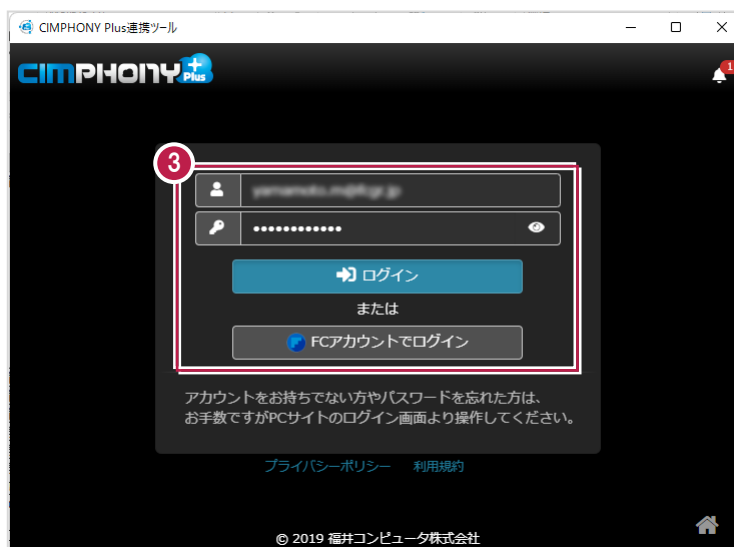 CIMPHONY Plus連携ツール
CIMPHONY Plus
1
3
••••••••••••
ログイン
または
FCアカウントでログイン
アカウントをお持ちでない方やパスワードを忘れた方は、
お手数ですがPCサイトのログイン画面より操作してください。
プライバシーポリシー 利用規約
© 2019 福井コンピュータ株式会社